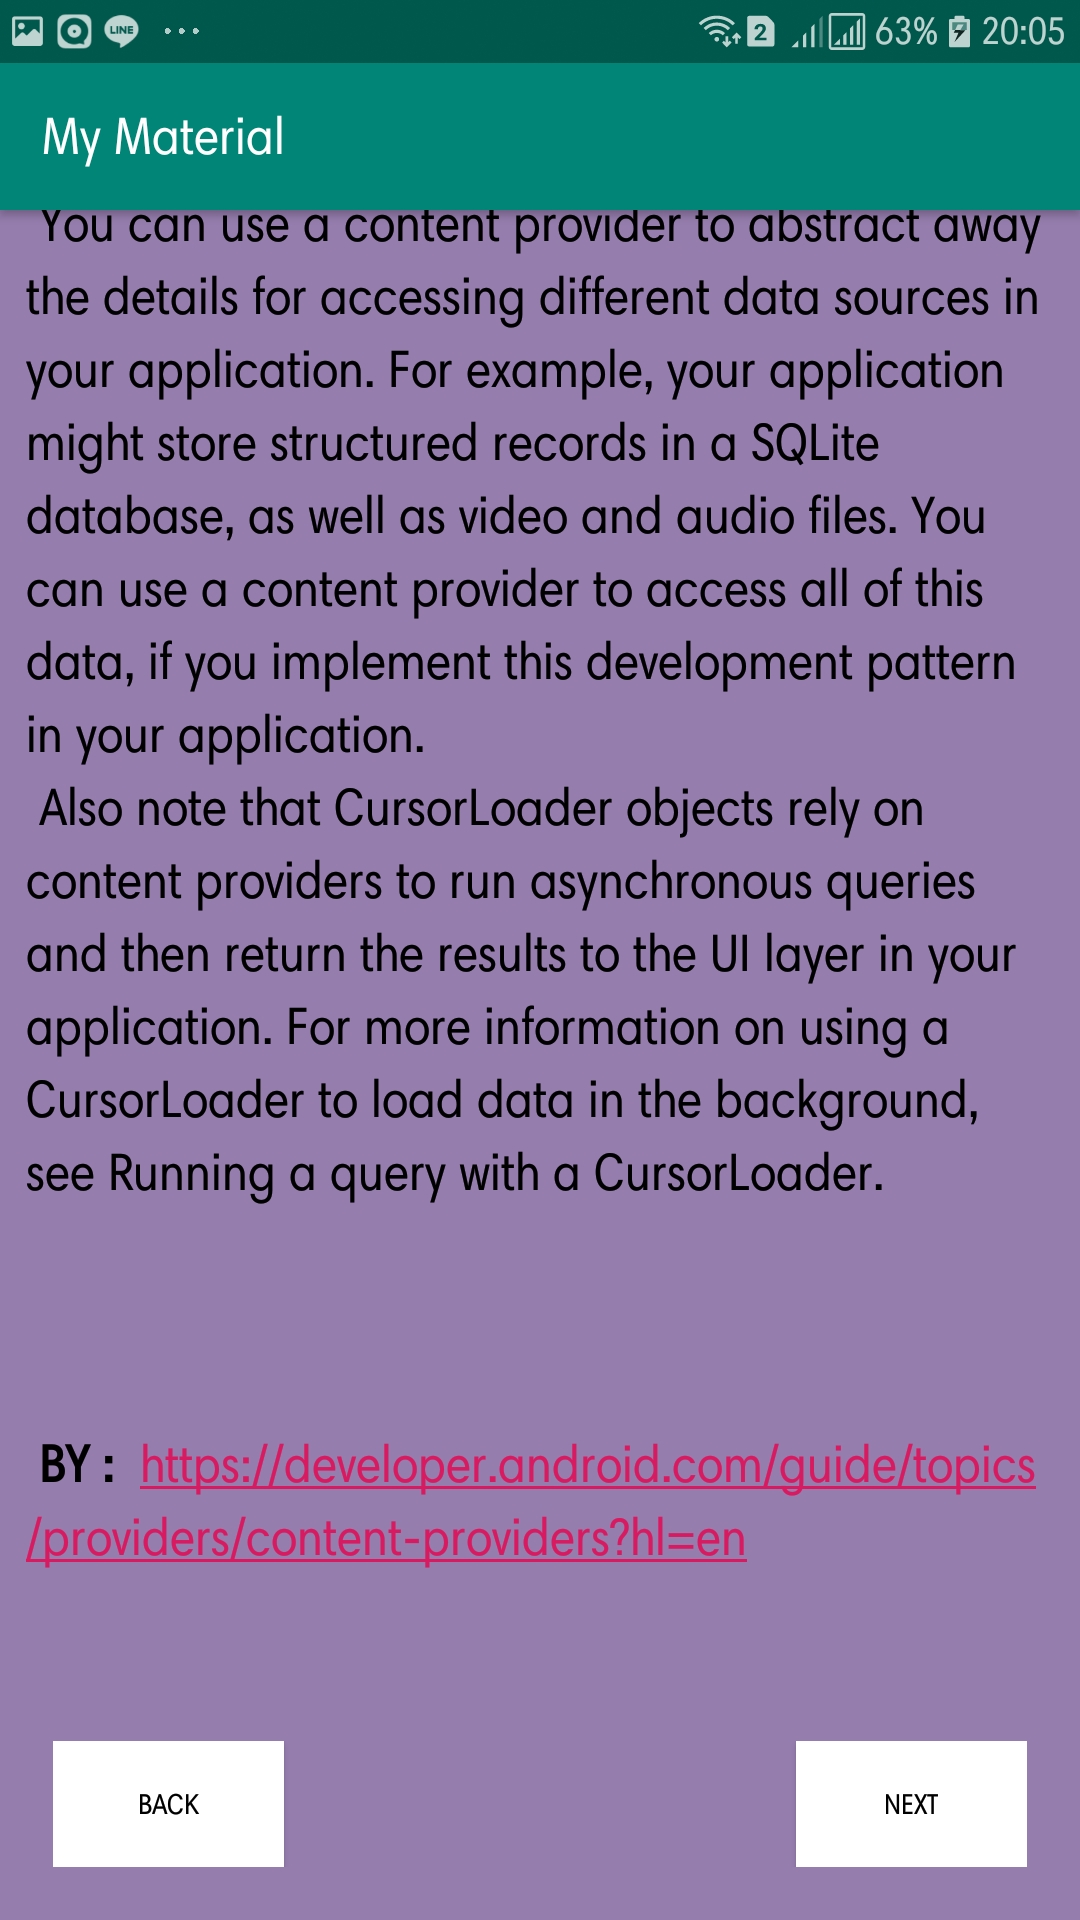 LINE
2
63%
20:05
My Material
You can use a content provider to abstract away
the details for accessing different data sources in
your application. For example, your application
might store structured records in a SQLite
database, as well as video and audio files. You
can use a content provider to access all of this
data, if you implement this development pattern
in your application.
Also note that CursorLoader objects rely on
content providers to run asynchronous queries
and then return the results to the UI layer in your
application. For more information on using a
CursorLoader to load data in the background,
see Running a query with a CursorLoader.
BY : https://developer.android.com/guide/topics
/providers/content-providers?hl=en
BACK
NEXT